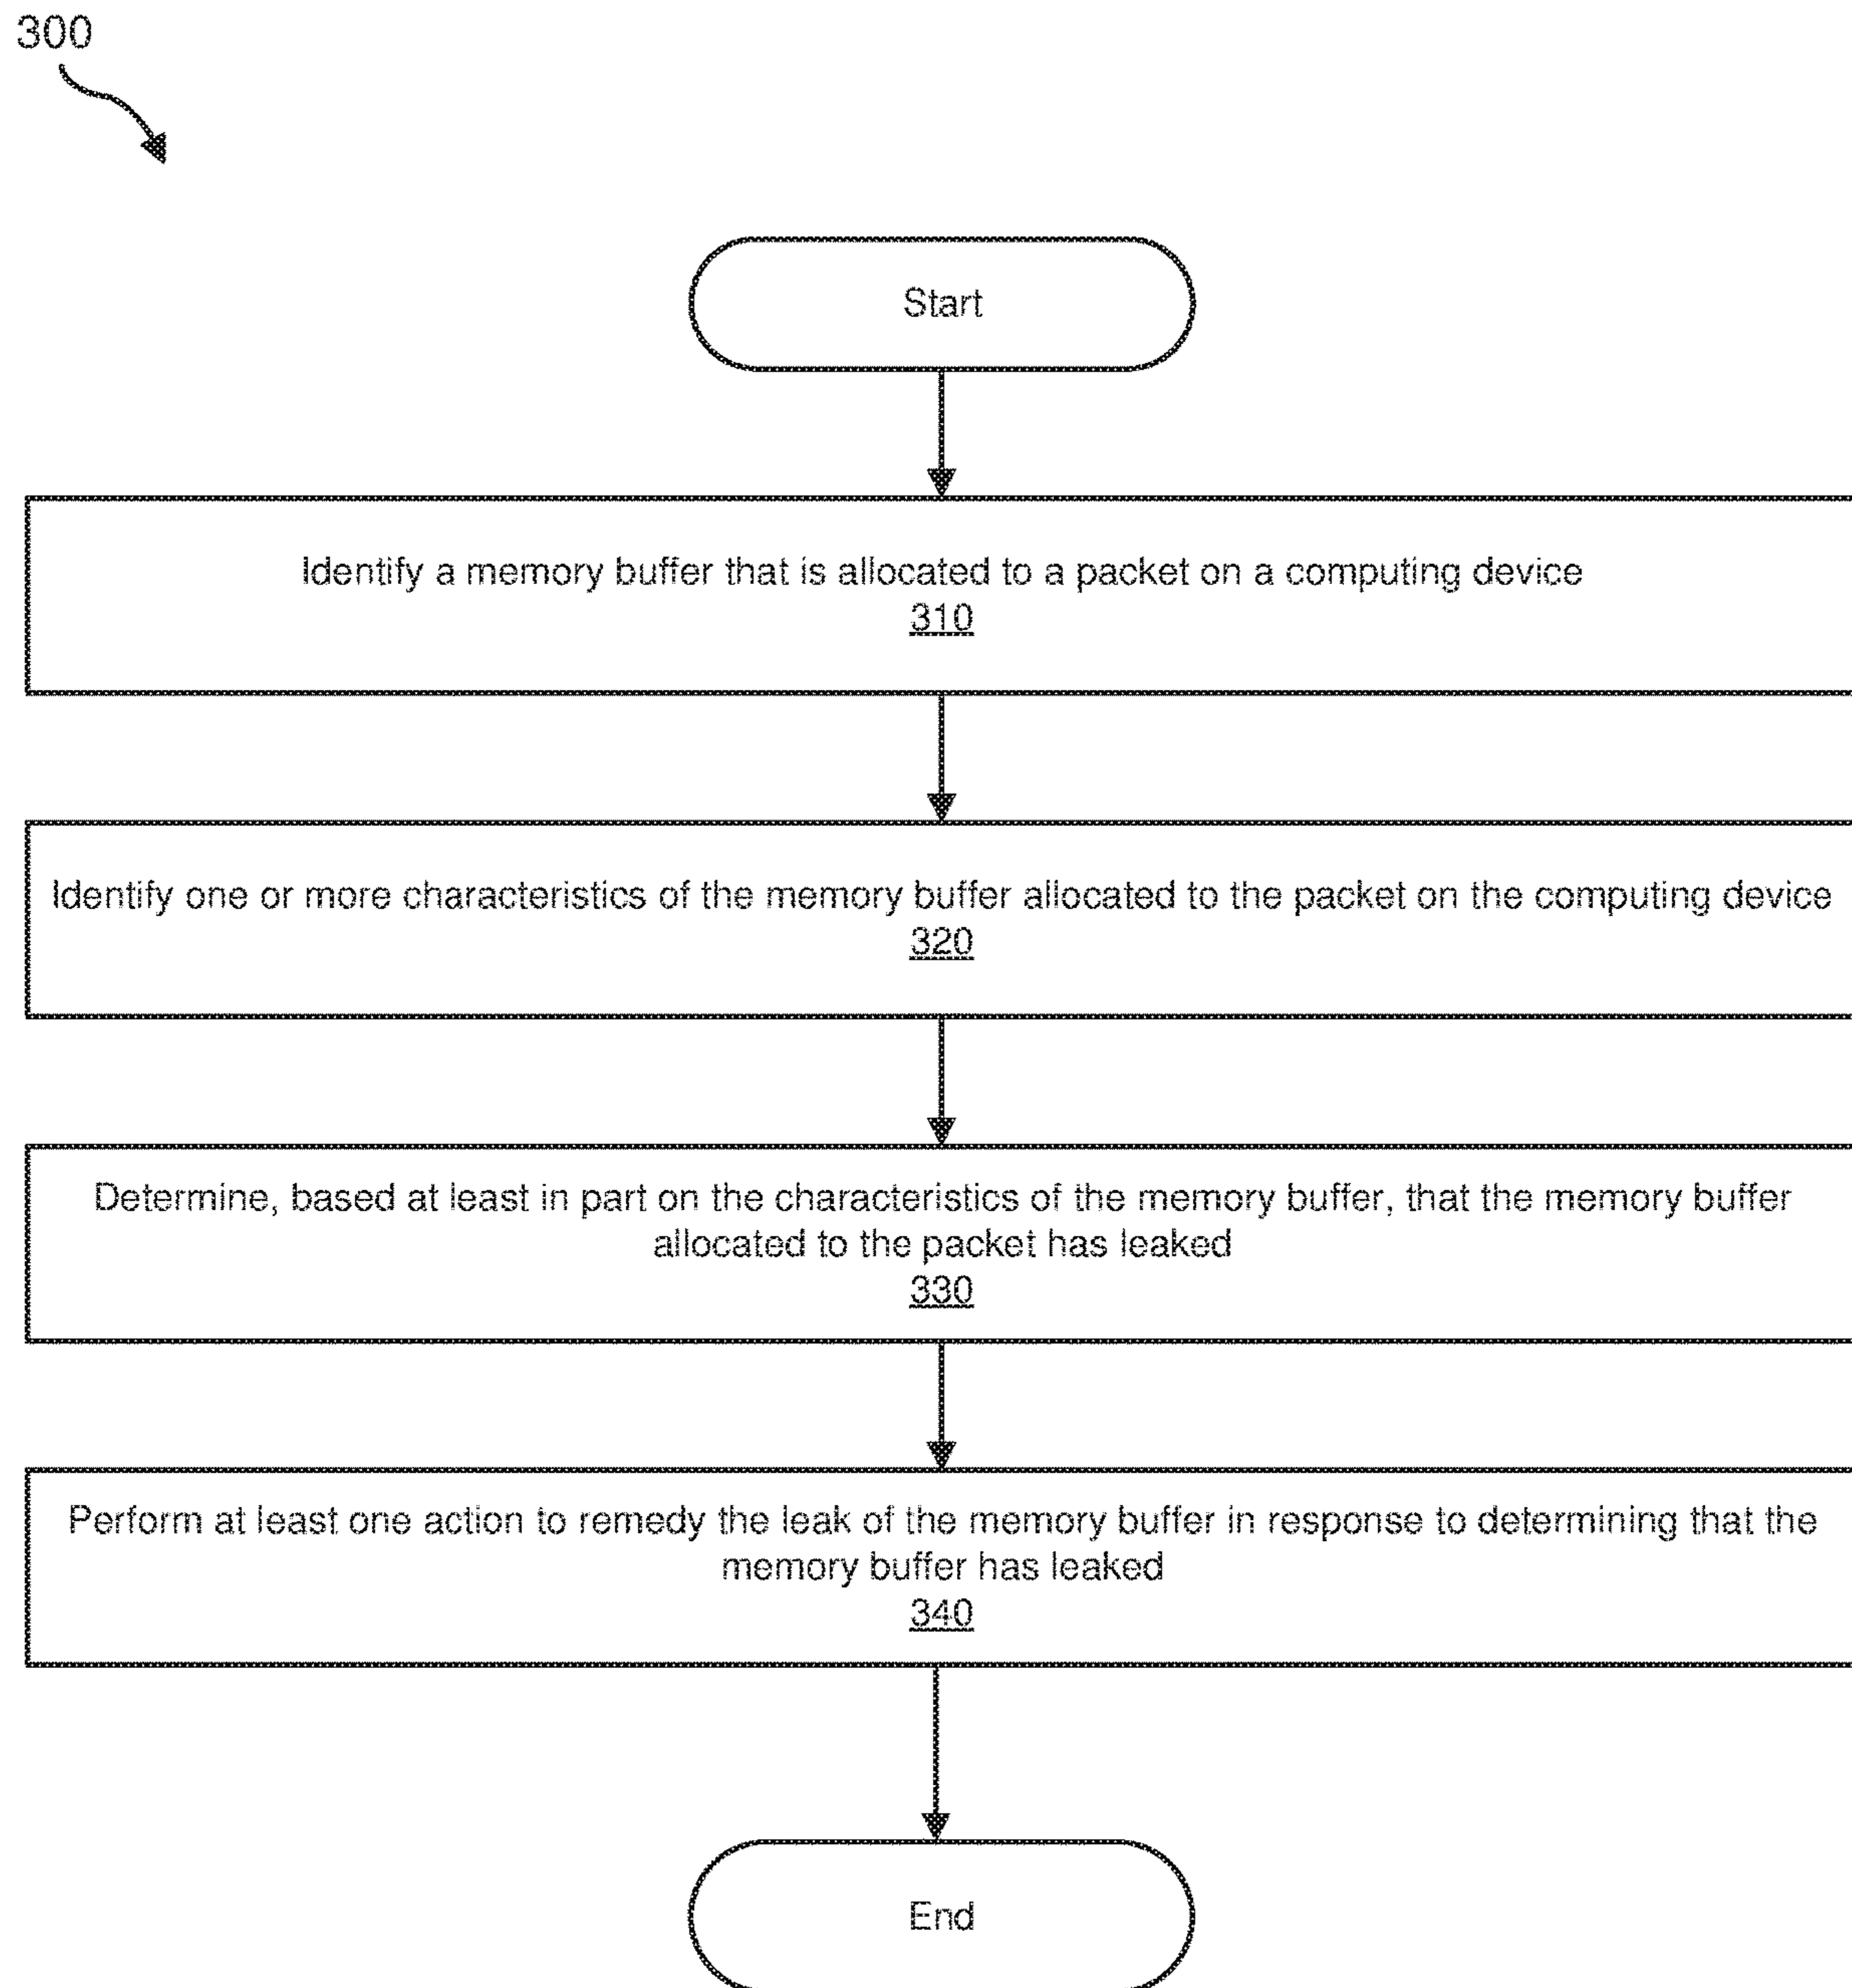 300
Start
Identify a memory buffer that is allocated to a packet on a computing device
310
Identify one or more characteristics of the memory buffer allocated to the packet on the computing device
320
Determine, based at least in part on the characteristics of the memory buffer, that the memory buffer
allocated to the packet has leaked
330
Perform at least one action to remedy the leak of the memory buffer in response to determining that the
memory buffer has leaked
340
End